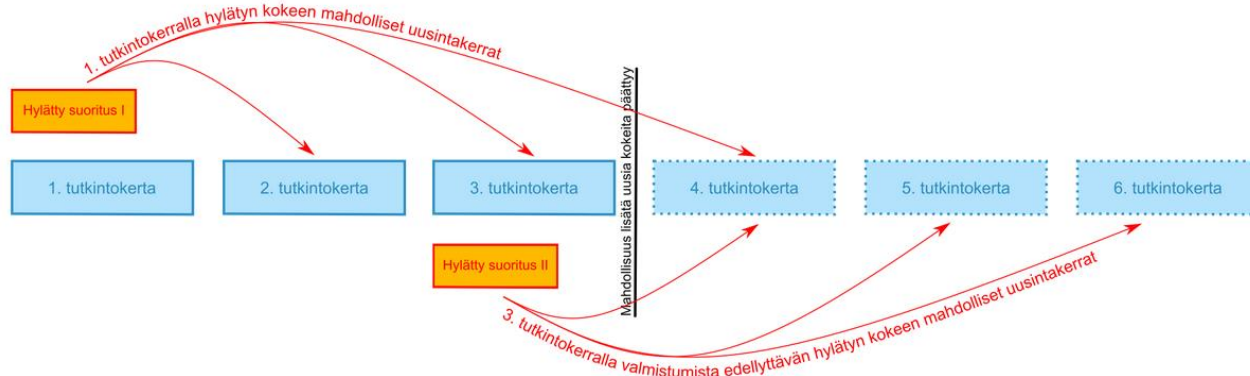 1. tutkintokerralla hylätyn kokeen mahdolliset uusintakerrat
Hylätty suoritus I
1. tutkintokerta
2. tutkintokerta
3. tutkintokerta
Mahdollisuus lisätä uusia kokeita päättyy
4. tutkintokerta
5. tutkintokerta
6. tutkintokerta
Hylätty suoritus II
3. tutkintokerralla valmistumista edellyttävän hylätyn kokeen mahdolliset uusintakerrat